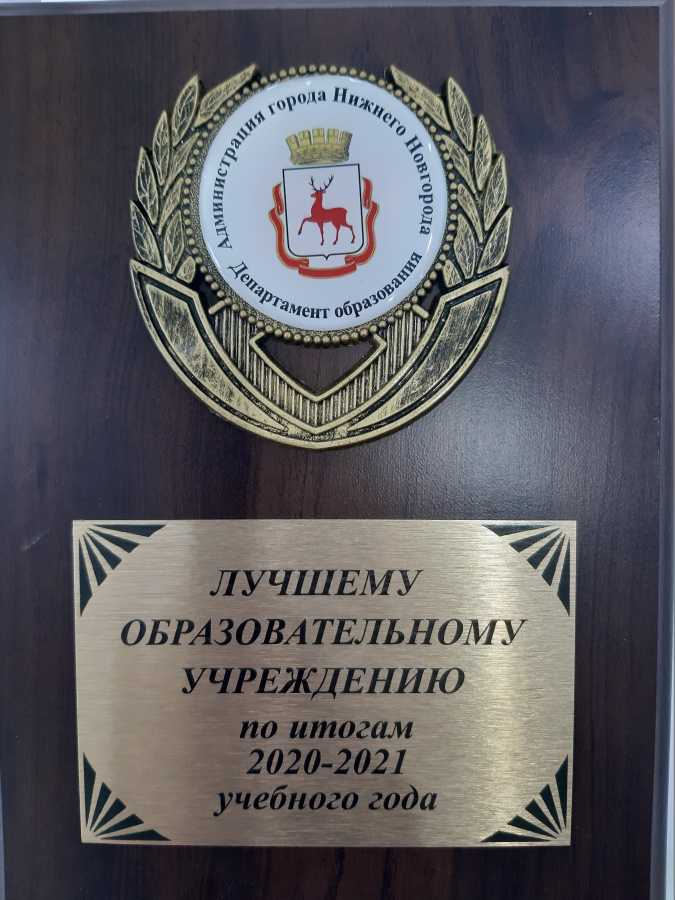 Администрация города Нижнего Новгорода
Департамент образования
ЛУЧШЕМУ
ОБРАЗОВАТЕЛЬНОМУ
УЧРЕЖДЕНИЮ
по итогам
2020-2021
учебного года